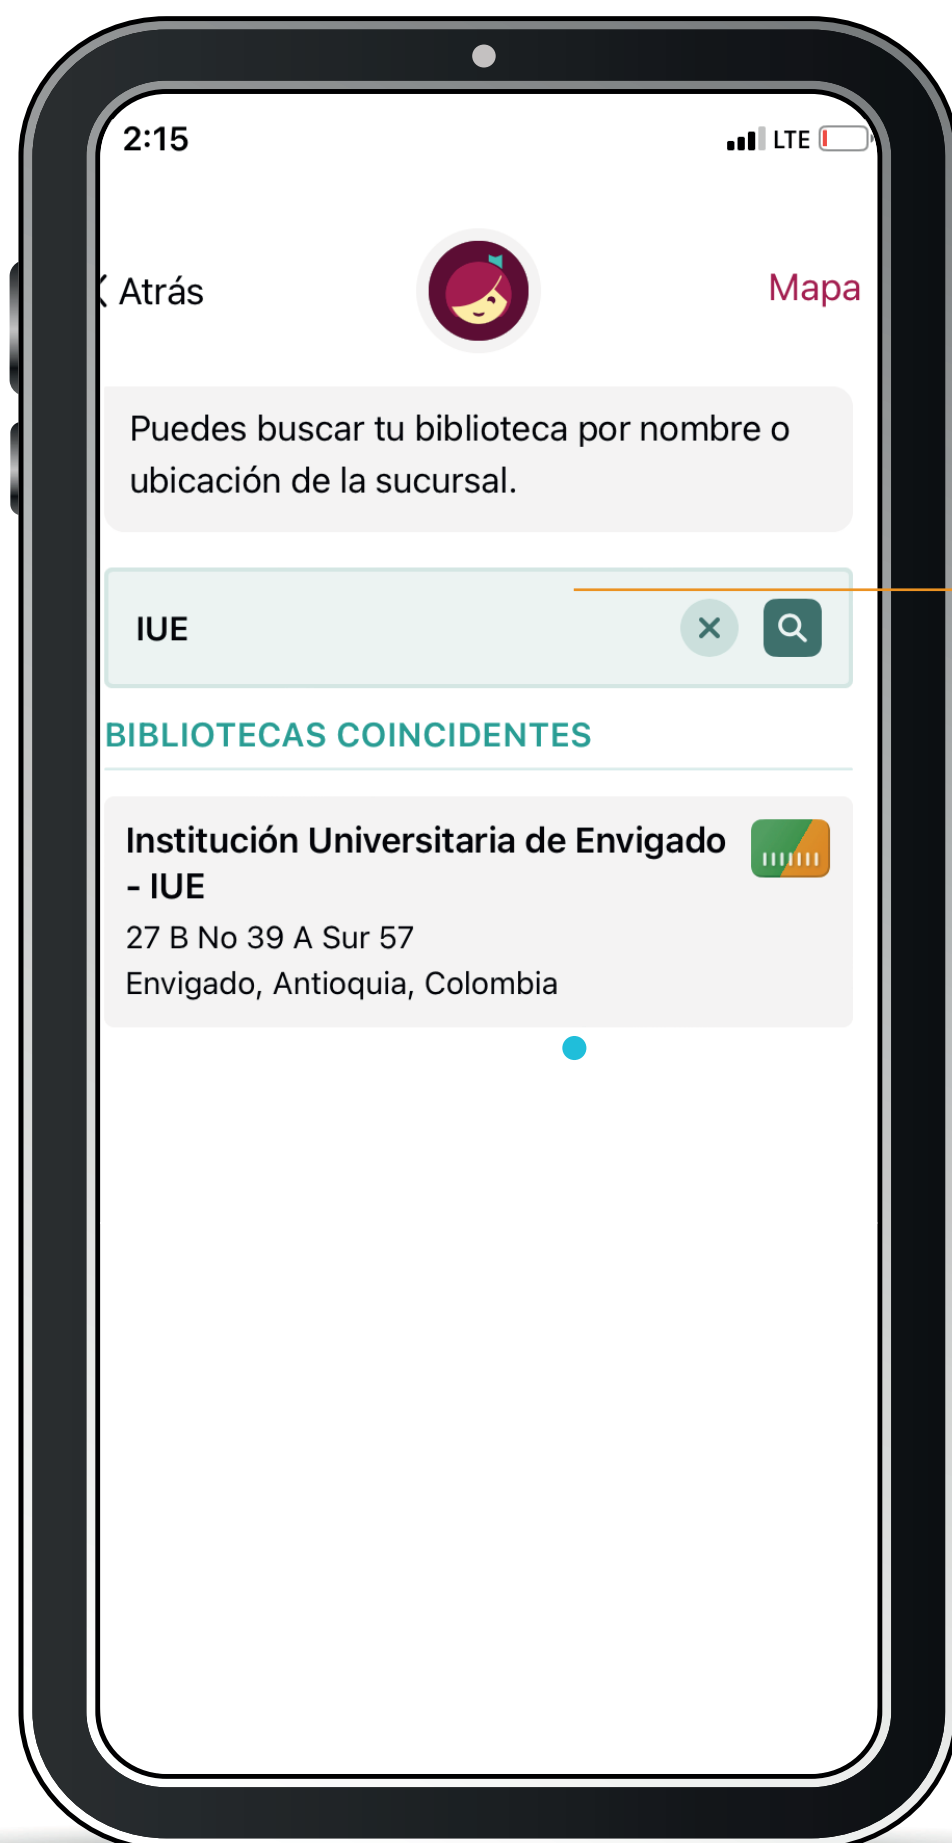 2:15
LTE
Atrás
Mapa
Puedes buscar tu biblioteca por nombre o
ubicación de la sucursal.
IUE
BIBLIOTECAS COINCIDENTES
Institución Universitaria de Envigado
- IUE
27 B No 39 A Sur 57
Envigado, Antioquia, Colombia